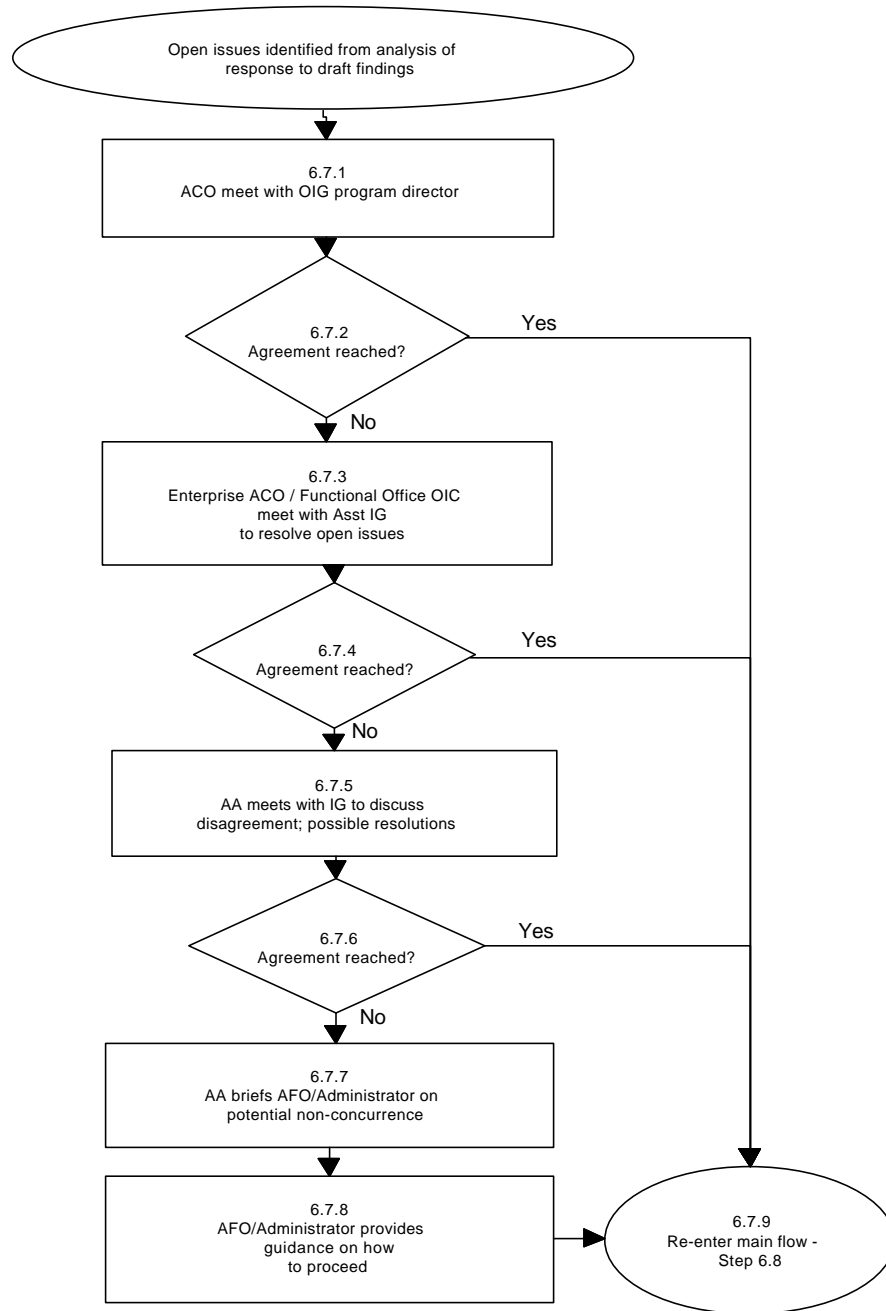 Open issues identified from analysis of
response to draft findings
6.7.1
ACO meet with OIG program director
6.7.2
Agreement reached?
Yes
No
6.7.3
Enterprise ACO / Functional Office OIC
meet with Asst IG
to resolve open issues
6.7.4
Agreement reached?
Yes
No
6.7.5
AA meets with IG to discuss
disagreement; possible resolutions
6.7.6
Agreement reached?
Yes
No
6.7.7
AA briefs AFO/Administrator on
potential non-concurrence
6.7.8
AFO/Administrator provides
guidance on how
to proceed
6.7.9
Re-enter main flow -
Step 6.8